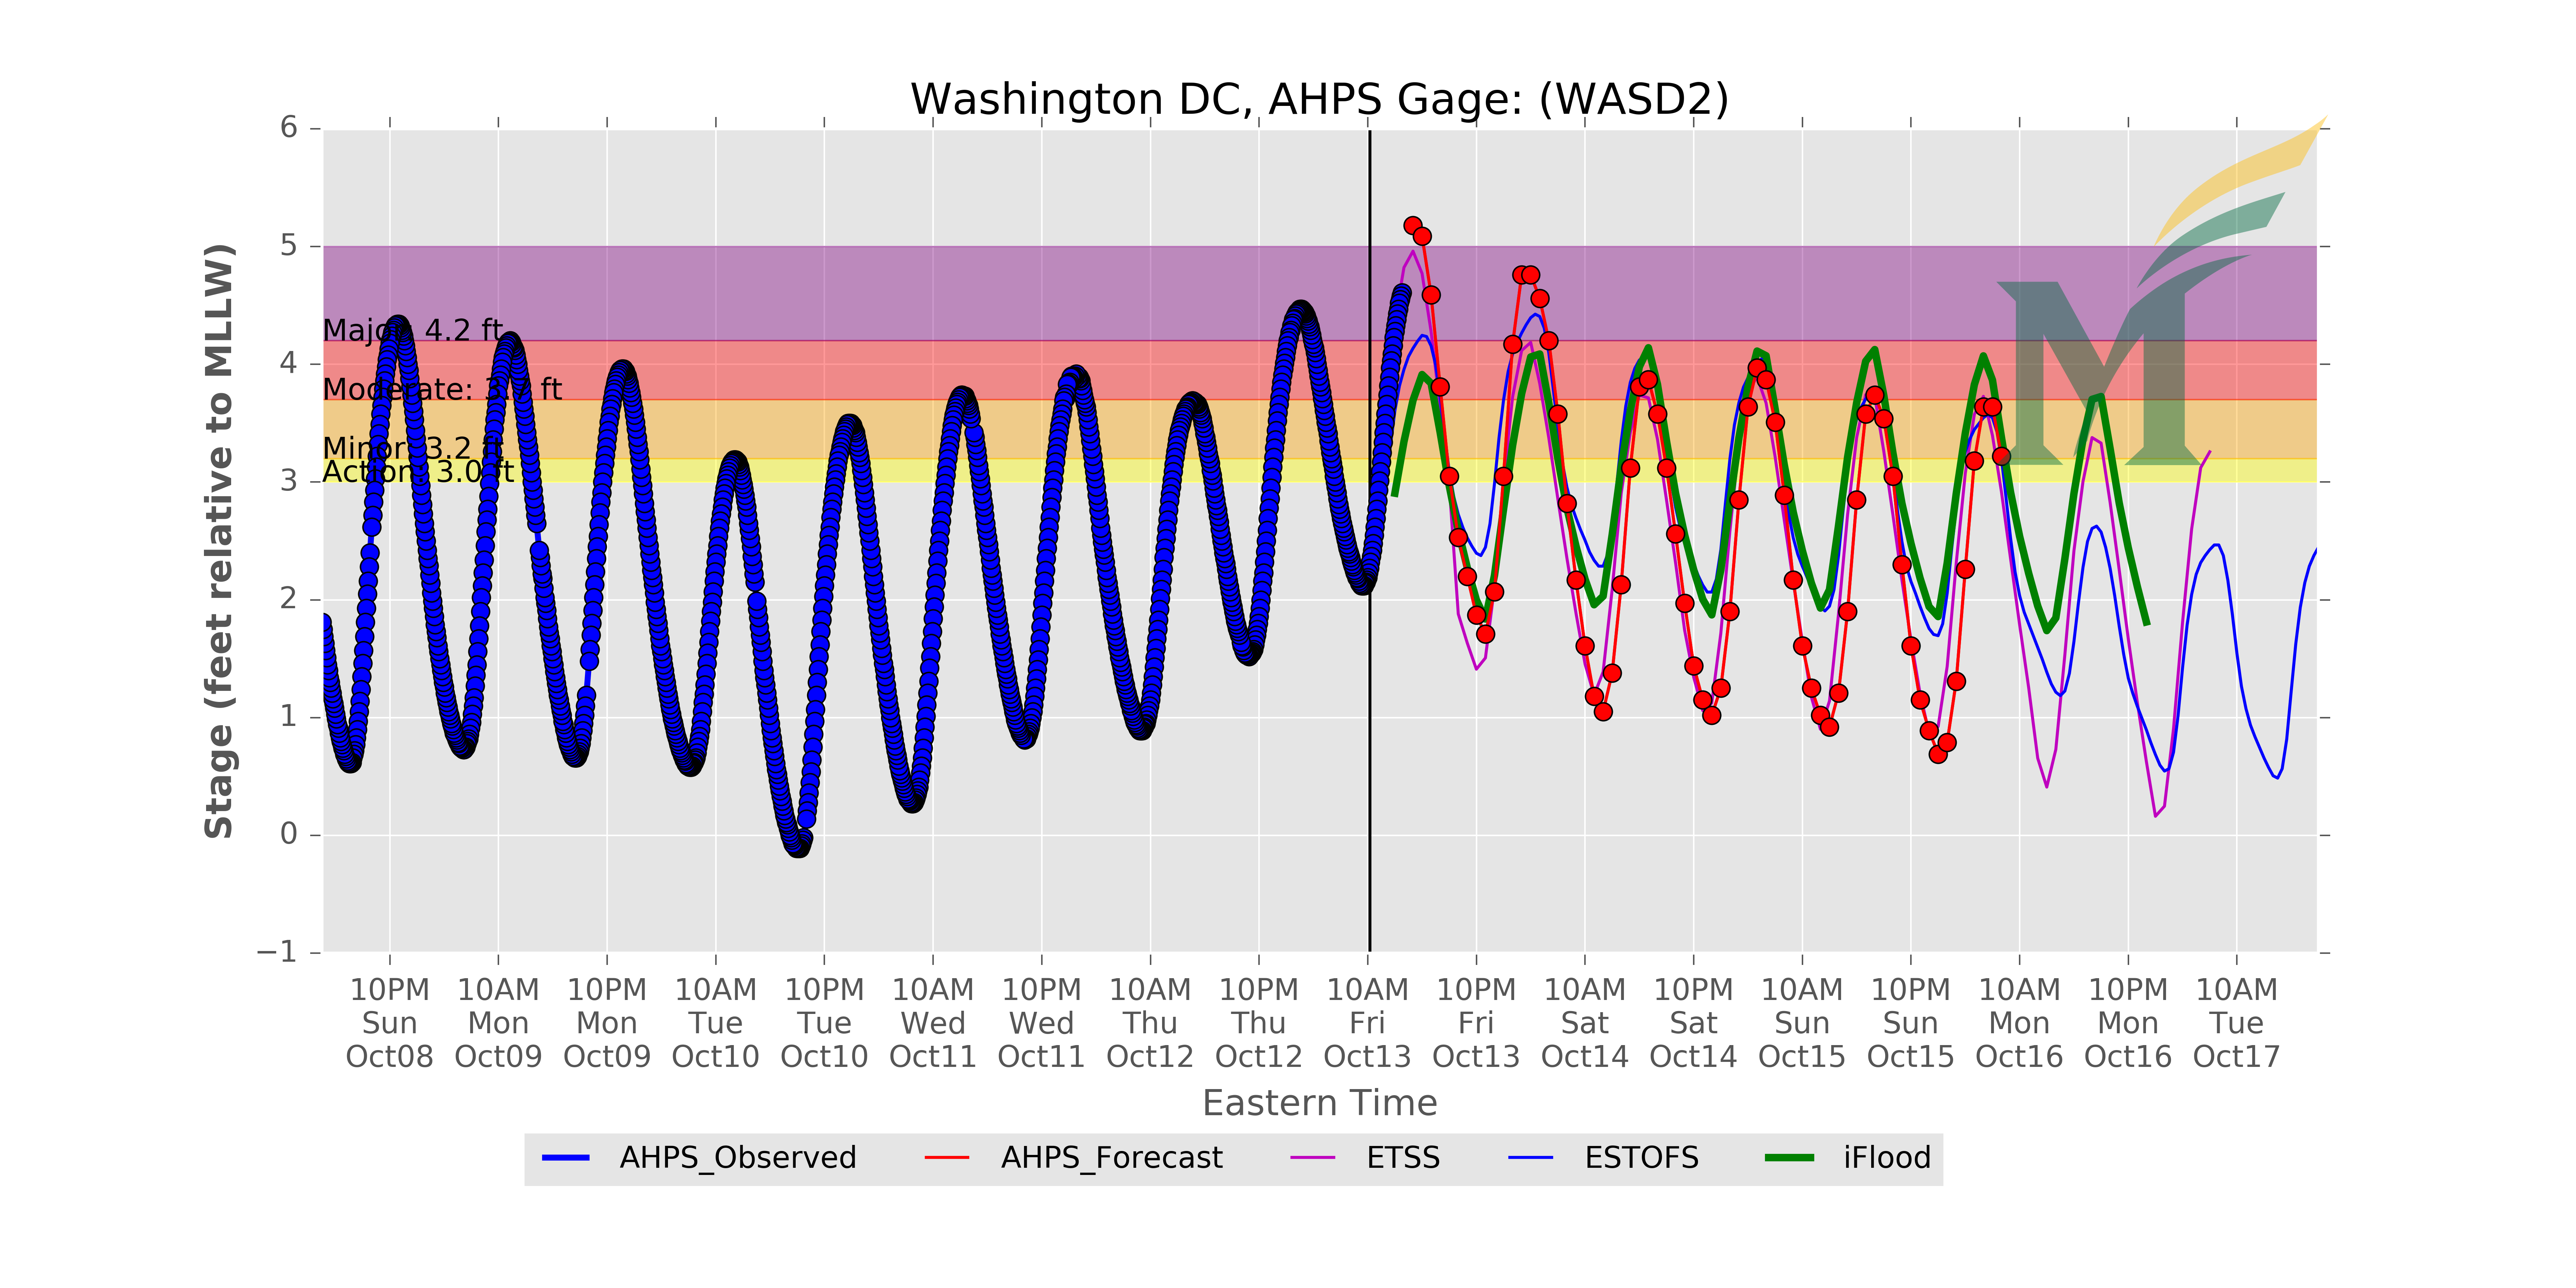 Washington DC, AHPS Gage: (WASD2)
Stage (feet relative to MLLW)
6
5
4
3
2
1
0
−1
Major: 4.2 ft
Moderate: 3.7 ft
Minor: 3.2 ft
Action: 3.0 ft
10PM 10AM 10PM 10AM 10PM 10AM 10PM 10AM 10PM 10AM 10PM 10AM 10PM 10AM 10PM 10AM 10PM 10AM
Sun Mon Mon Tue Tue Wed Wed Thu Thu Fri Fri Sat Sat Sun Sun Mon Mon Tue
Oct08 Oct09 Oct09 Oct10 Oct10 Oct11 Oct11 Oct12 Oct12 Oct13 Oct13 Oct14 Oct14 Oct15 Oct15 Oct16 Oct16 Oct17
Eastern Time
AHPS_Observed AHPS_Forecast ETSS ESTOFS iFlood